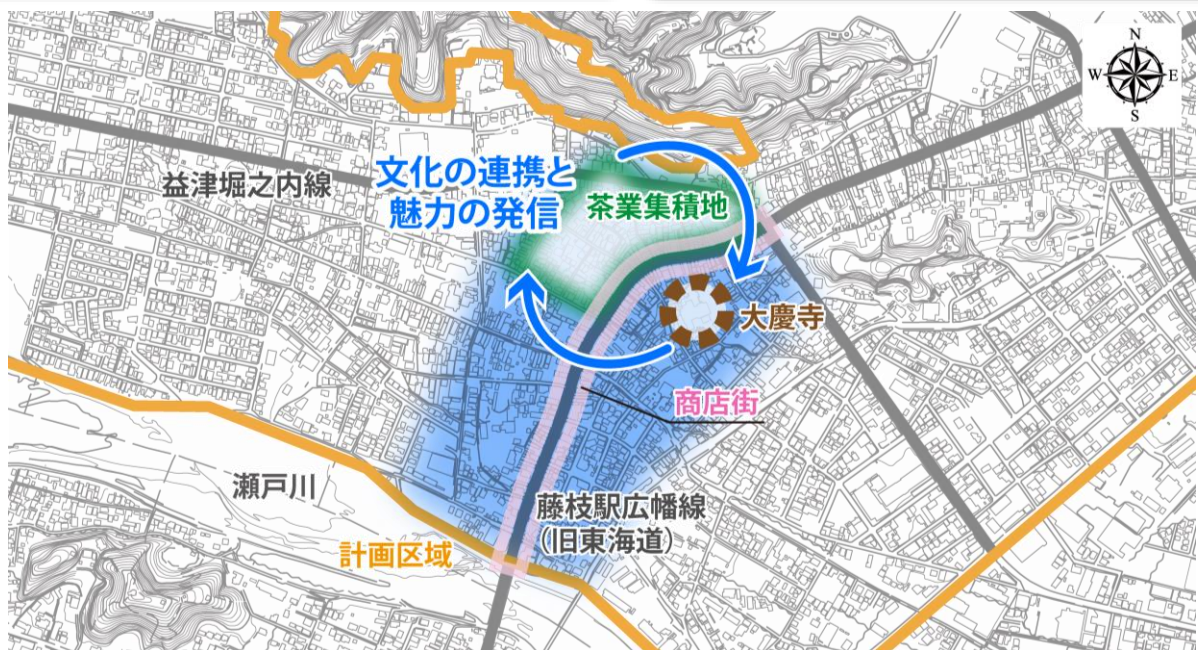 N
W
E
S
文化の連携と
魅力の発信
益津堀之内線
茶業集積地
大慶寺
商店街
瀬戸川
藤枝駅広幡線
(旧東海道)
計画区域